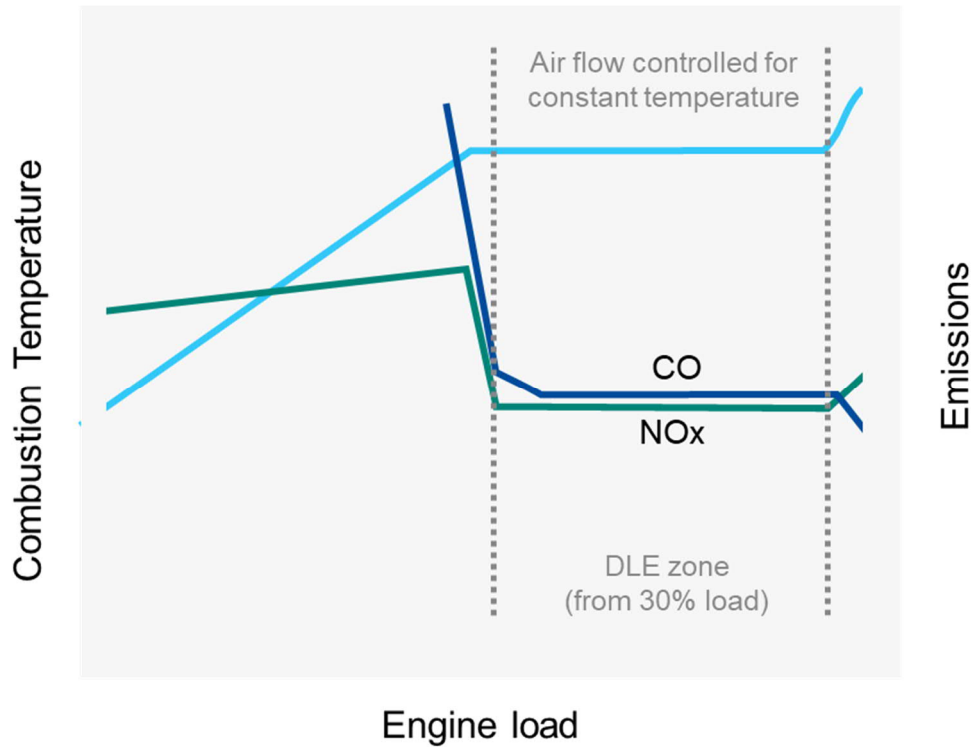 Air flow controlled for
constant temperature
Combustion Temperature
Emissions
CO
NOx
DLE zone
(from 30% load)
Engine load